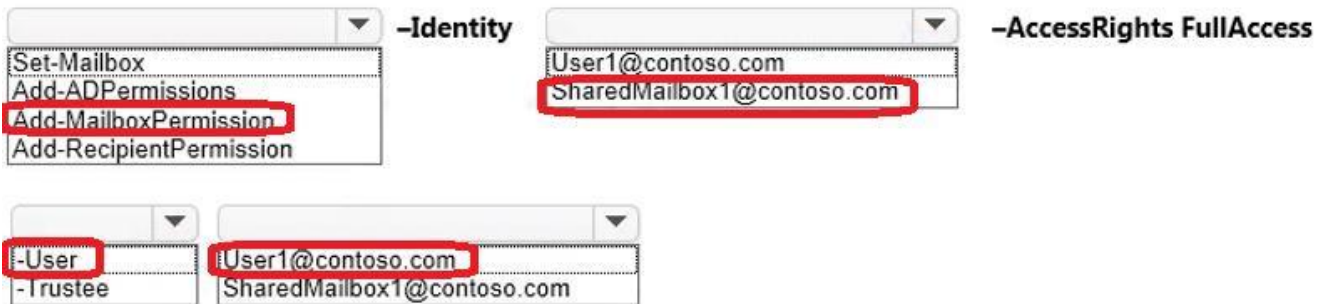 –Identity –AccessRights FullAccess
Set-Mailbox User1@contoso.com
Add-ADPermissions SharedMailbox1@contoso.com
Add-MailboxPermission
Add-RecipientPermission
-User User1@contoso.com
-Trustee SharedMailbox1@contoso.com